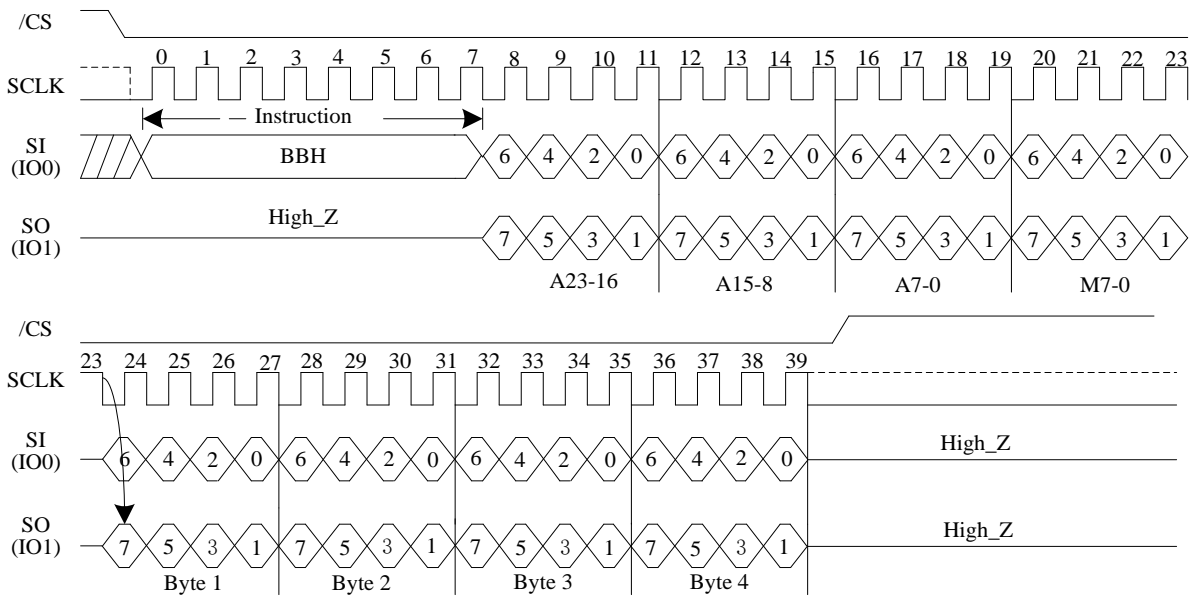 /CS
0 1 2 3 4 5 6 7 8 9 10 11 12 13 14 15 16 17 18 19 20 21 22 23
SCLK
Instruction
SI
(IO0)
BBH
6 4 2 0 6 4 2 0 6 4 2 0 6 4 2 0
High_Z
SO
(IO1)
7 5 3 1 7 5 3 1 7 5 3 1 7 5 3 1
A23-16 A15-8 A7-0 M7-0
/CS
23 24 25 26 27 28 29 30 31 32 33 34 35 36 37 38 39
SCLK
SI
(IO0)
6 4 2 0 6 4 2 0 6 4 2 0 6 4 2 0
High_Z
SO
(IO1)
7 5 3 1 7 5 3 1 7 5 3 1 7 5 3 1
High_Z
Byte 1 Byte 2 Byte 3 Byte 4